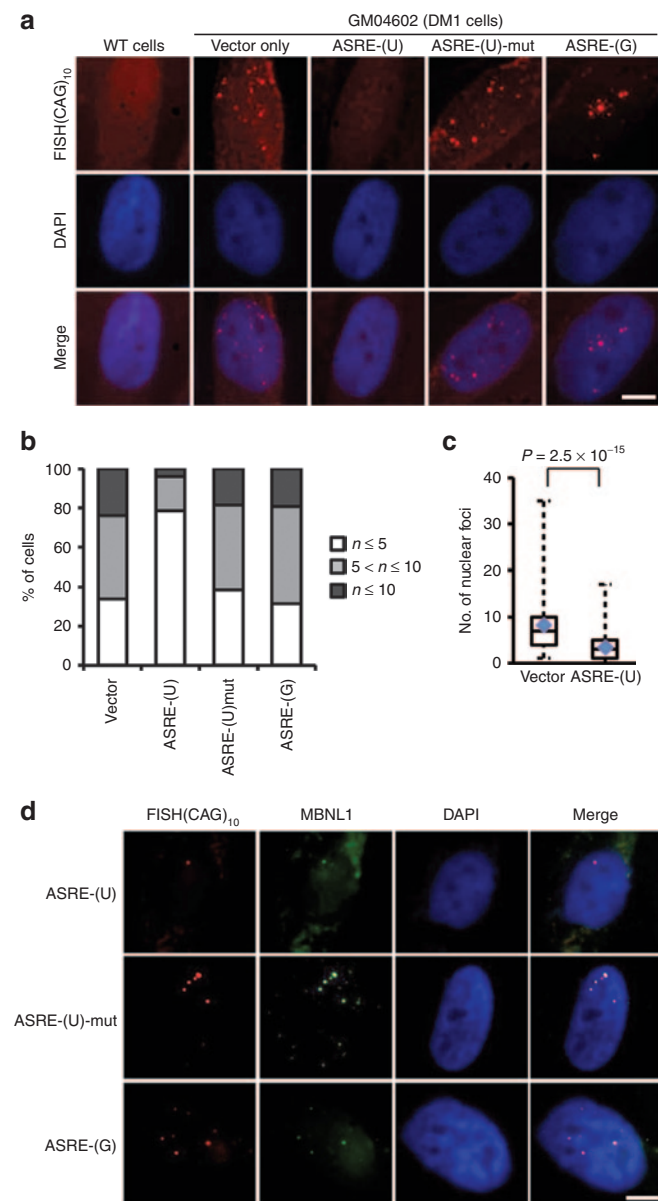 a
GM04602 (DM1 cells)
WT cells Vector only ASRE-(U) ASRE-(U)-mut ASRE-(G)
FISH(CAG)10
DAPI
Merge
b
% of cells
100
80
60
40
20
0
Vector
ASRE-(U)
ASRE-(U)mut
ASRE-(G)
n ≤ 5
5 < n ≤ 10
n ≤ 10
c
P = 2.5 × 10−15
No. of nuclear foci
40
30
20
10
0
Vector ASRE-(U)
d
FISH(CAG)10 MBNL1 DAPI Merge
ASRE-(U)
ASRE-(U)-mut
ASRE-(G)